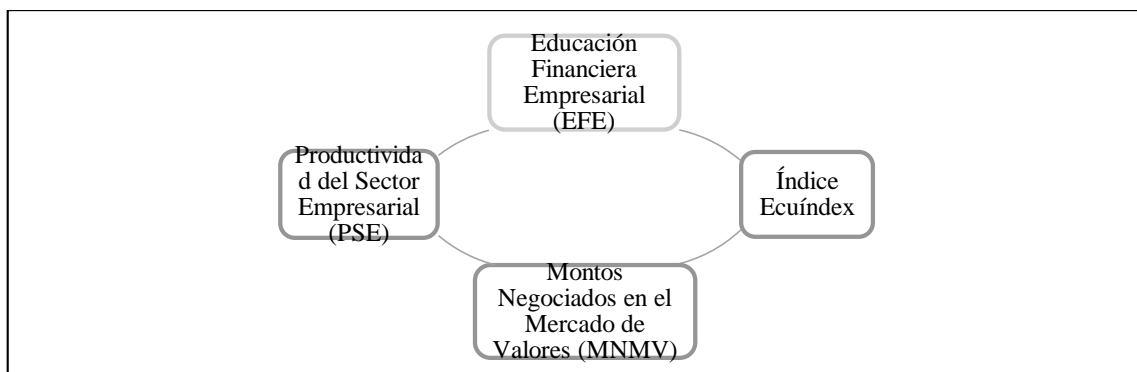 Educación
Financiera
Empresarial
(EFE)
Productivida
d del Sector
Empresarial
(PSE)
Índice
Ecuíndex
Montos
Negociados en el
Mercado de
Valores (MNMV)